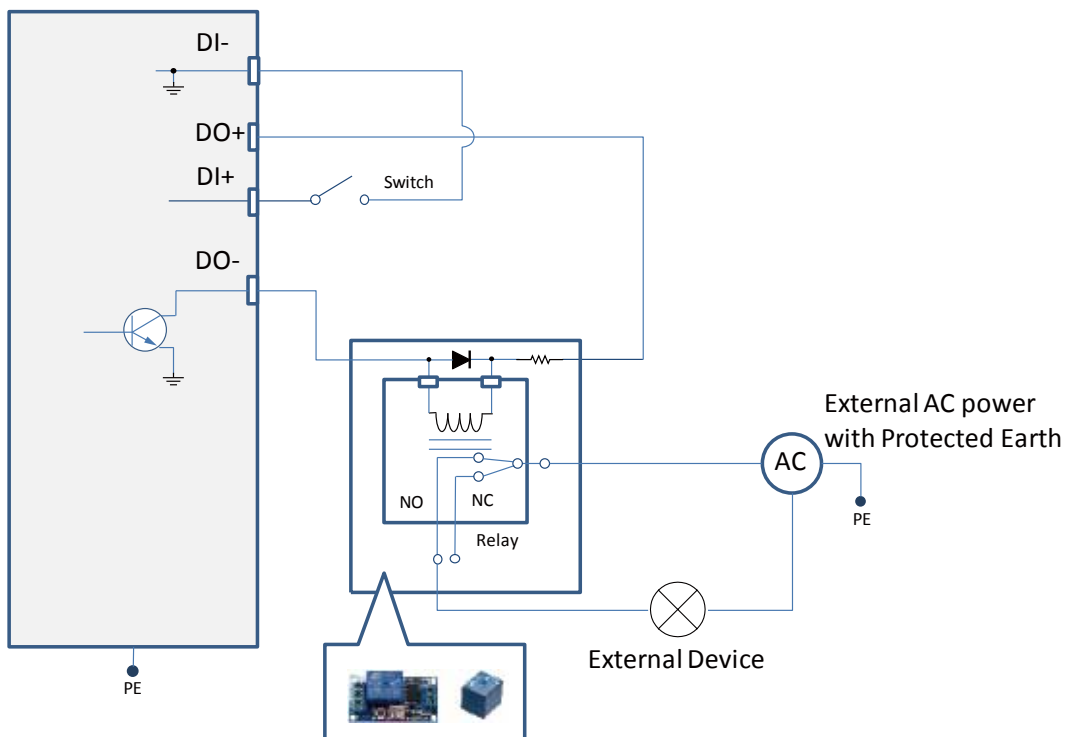 DI-
DO+
DI+
Switch
DO-
External AC power
with Protected Earth
AC
NO
NC
PE
Relay
External Device
PE